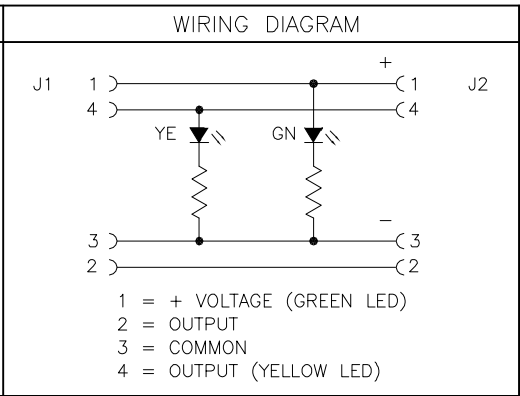 WIRING DIAGRAM
+
J1 1 1 J2
4 4
YE GN
−
3 3
2 2
1 = + VOLTAGE (GREEN LED)
2 = OUTPUT
3 = COMMON
4 = OUTPUT (YELLOW LED)